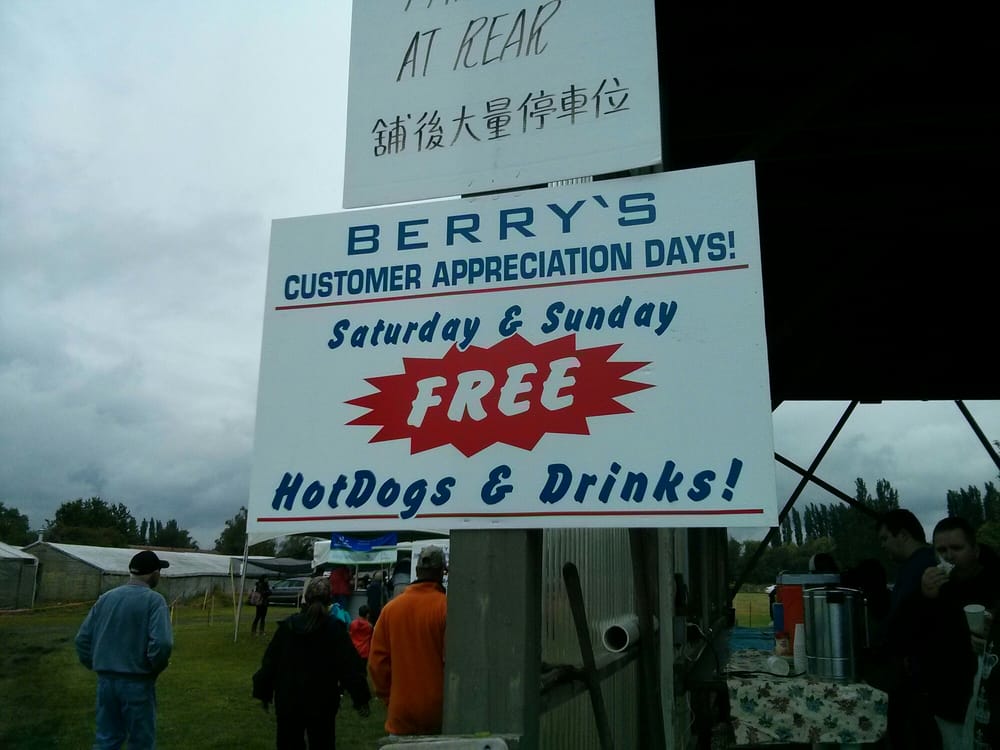 AT REAR
舖後大量停車位
BERRY`S
CUSTOMER APPRECIATION DAYS!
Saturday & Sunday
FREE
HotDogs & Drinks!